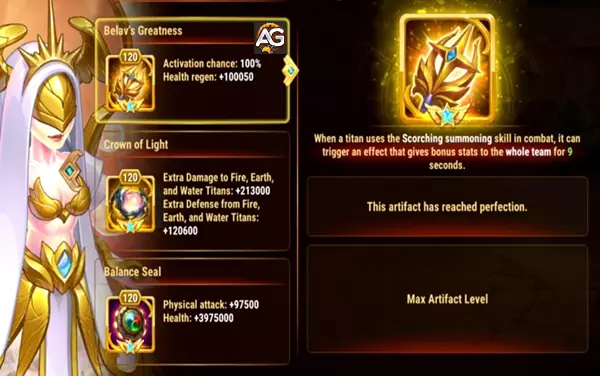 Belav's Greatness
AG
120
Activation chance: 100%
Health regen: +100050
Crown of Light
120
Extra Damage to Fire, Earth,
and Water Titans: +213000
Extra Defense from Fire,
Earth, and Water Titans:
+120600
Balance Seal
120
Physical attack: +97500
Health: +3975000
When a titan uses the Scorching summoning skill in combat, it can
trigger an effect that gives bonus stats to the whole team for 9
seconds.
This artifact has reached perfection.
Max Artifact Level